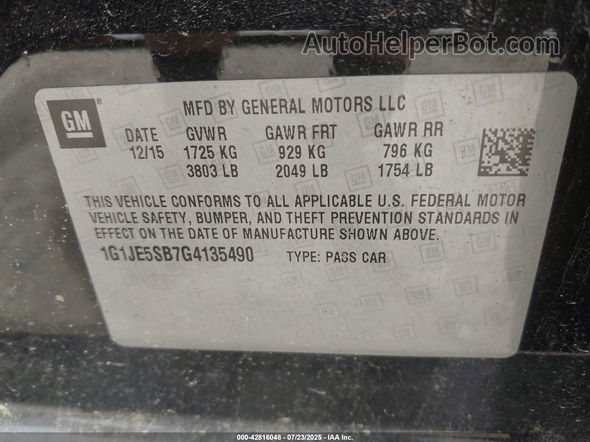 AutoHelperBot.com
GM
MFD BY GENERAL MOTORS LLC
DATE GVWR GAWR FRT GAWR RR
12/15 1725 KG 929 KG 796 KG
3803 LB 2049 LB 1754 LB
THIS VEHICLE CONFORMS TO ALL APPLICABLE U.S. FEDERAL MOTOR
VEHICLE SAFETY, BUMPER, AND THEFT PREVENTION STANDARDS IN
EFFECT ON THE DATE OF MANUFACTURE SHOWN ABOVE.
1G1JE5SB7G4135490 TYPE: PASS CAR
000-42816048 - 07/23/2025 - IAA Inc.